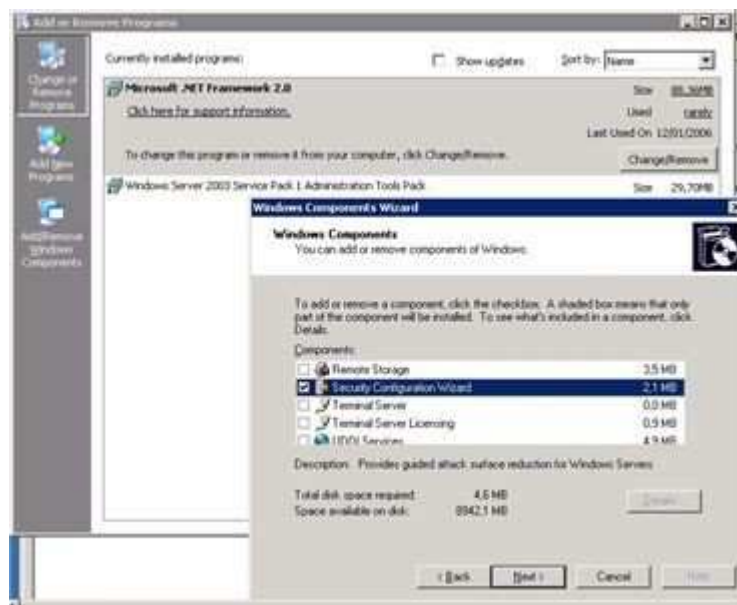 Add or Remove Programs
Change or
Remove
Programs
Add New
Programs
Add/Remove
Windows
Components
Currently installed programs:
Show updates
Sort by: Name
Microsoft .NET Framework 2.0
Size 88,36MB
Click here for support information.
Used rarely
Last Used On 12/01/2006
To change this program or remove it from your computer, click Change/Remove.
Change/Remove
Windows Server 2003 Service Pack 1 Administration Tools Pack
Size 29,70MB
Windows Components Wizard
Windows Components
You can add or remove components of Windows.
To add or remove a component, click the checkbox. A shaded box means that only
part of the component will be installed. To see what's included in a component, click
Details.
Components:
Remote Storage 3,5 MB
Security Configuration Wizard 2,1 MB
Terminal Server 0,0 MB
Terminal Server Licensing 0,9 MB
UDDI Services 4,9 MB
Description: Provides guided attack surface reduction for Windows Servers
Total disk space required: 4,6 MB
Space available on disk: 8942,1 MB
Details...
< Back
Next >
Cancel
Help